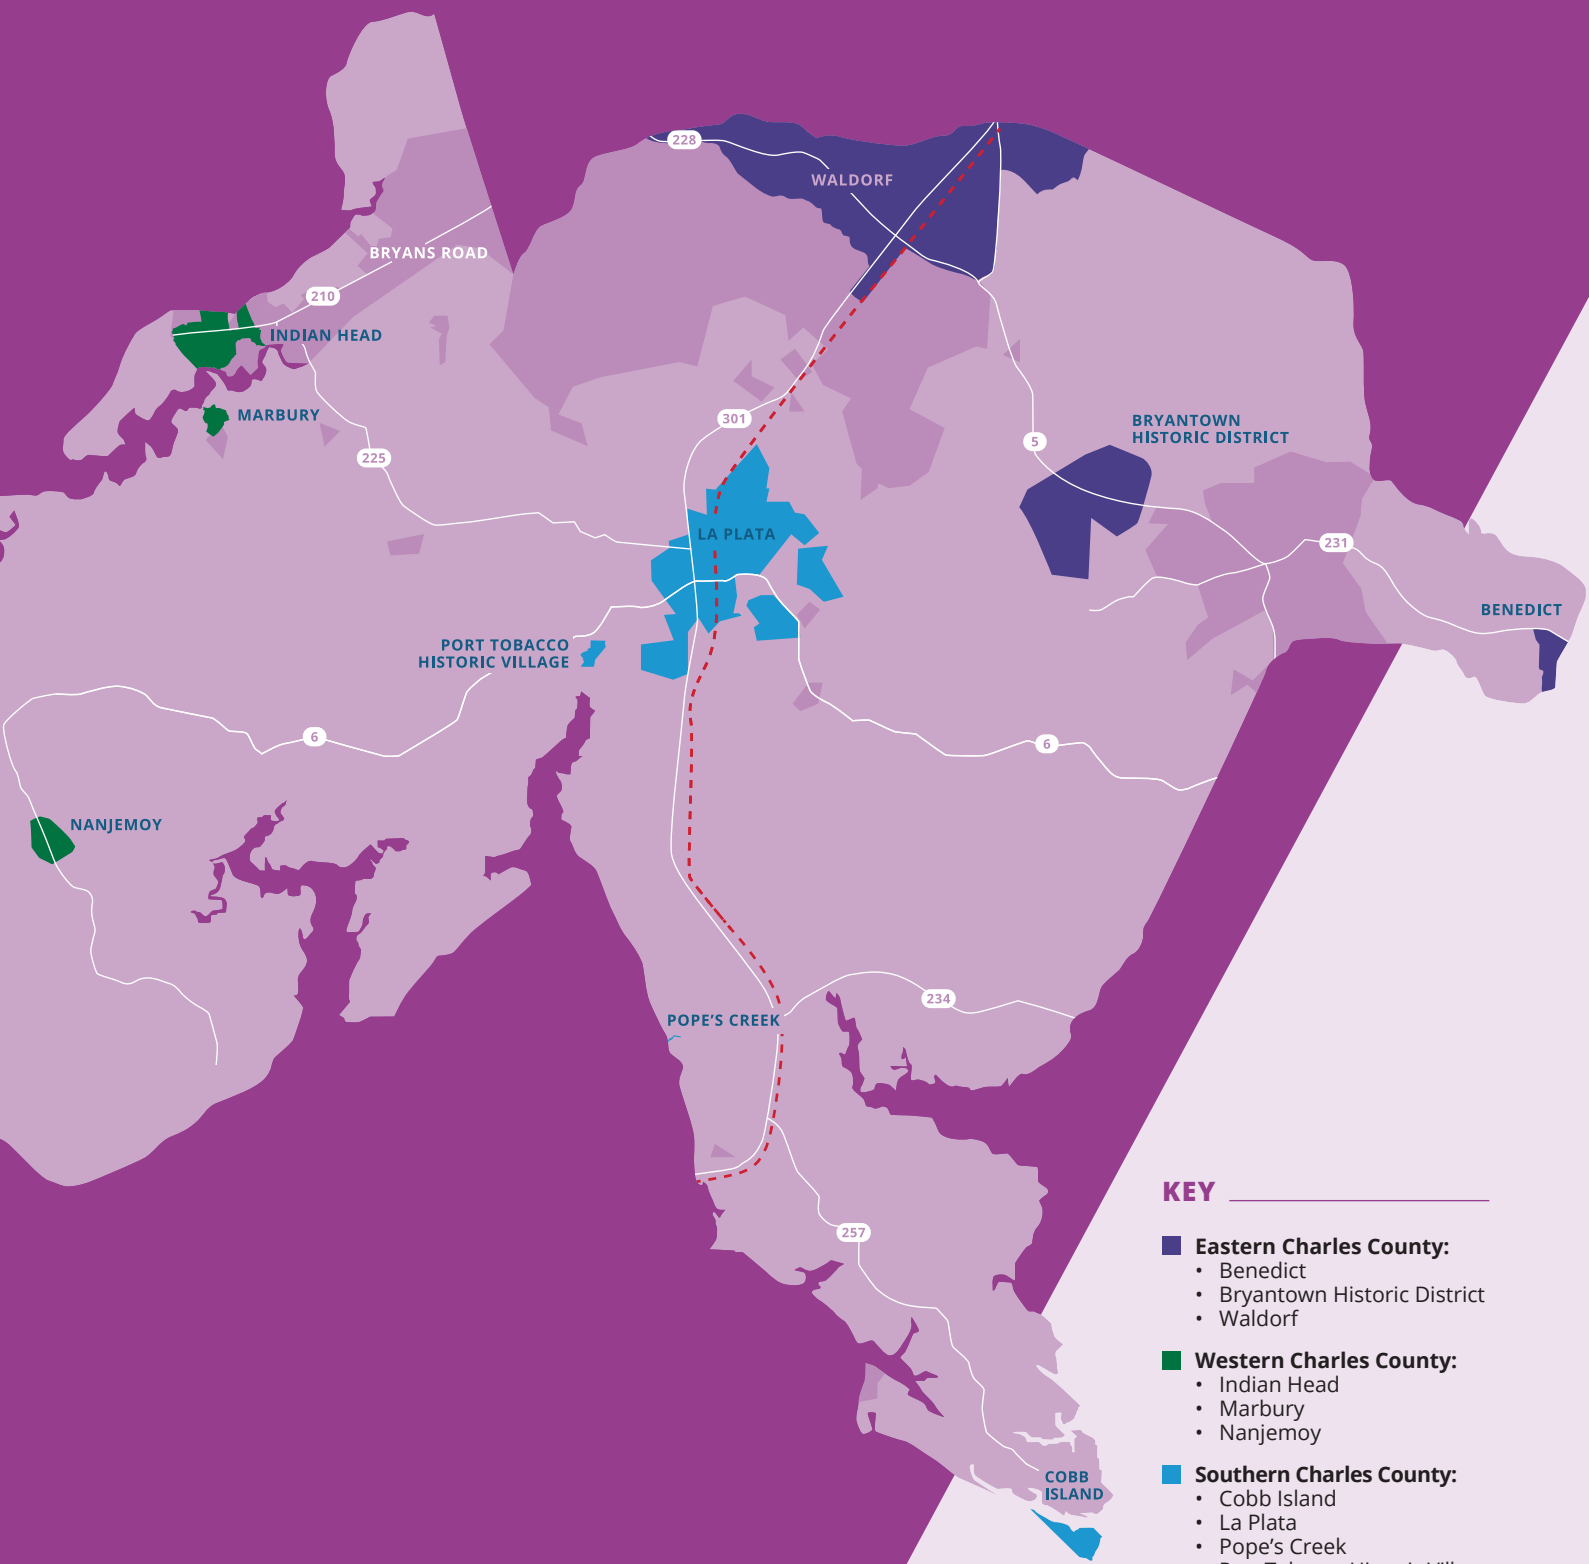 228
WALDORF
BRYANS ROAD
210
INDIAN HEAD
MARBURY
225
301
5
BRYANTOWN
HISTORIC DISTRICT
LA PLATA
231
BENEDICT
PORT TOBACCO
HISTORIC VILLAGE
6
6
NANJEMOY
234
POPE'S CREEK
257
COBB
ISLAND
KEY
Eastern Charles County:
• Benedict
• Bryantown Historic District
• Waldorf
Western Charles County:
• Indian Head
• Marbury
• Nanjemoy
Southern Charles County:
• Cobb Island
• La Plata
• Pope's Creek